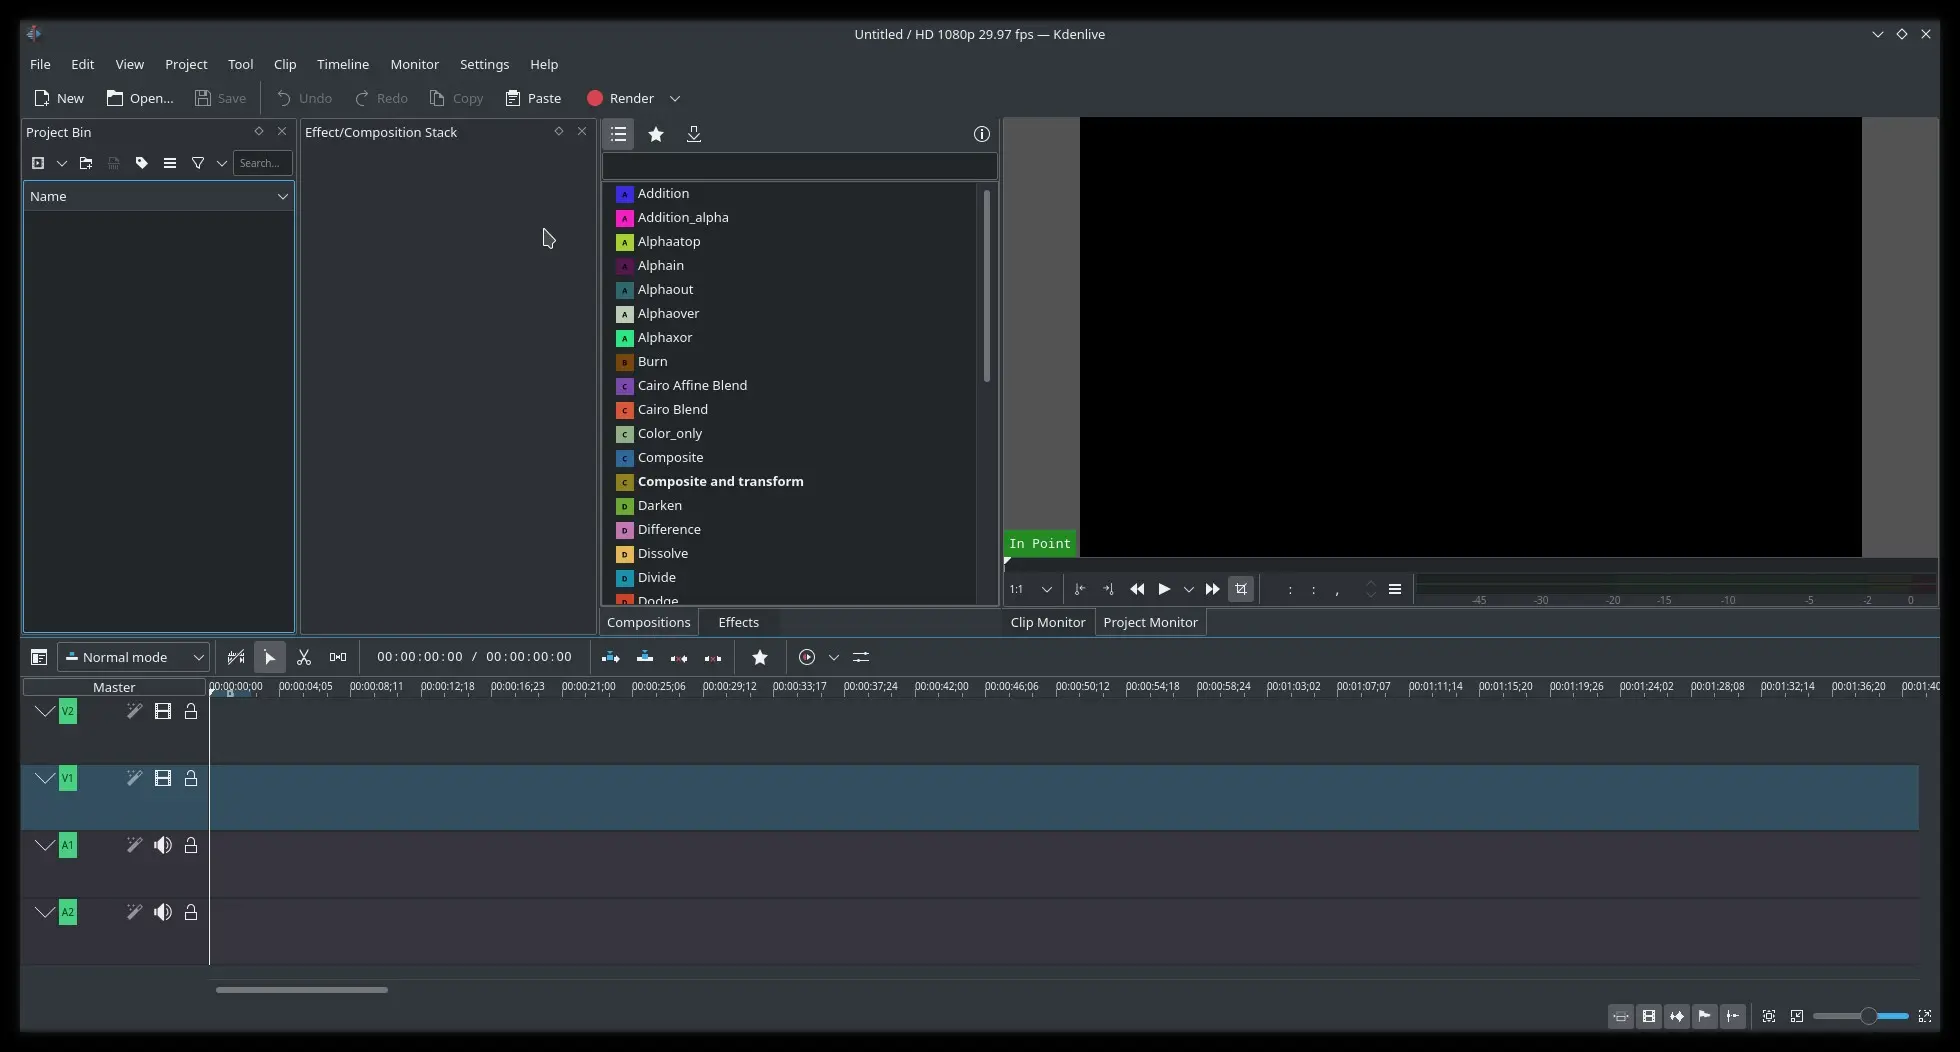 Untitled / HD 1080p 29.97 fps — Kdenlive
File Edit View Project Tool Clip Timeline Monitor Settings Help
New Open... Save Undo Redo Copy Paste Render
Project Bin
Search...
Name
Effect/Composition Stack
A Addition
A Addition_alpha
A Alphaatop
A Alphain
A Alphaout
A Alphaover
A Alphaxor
B Burn
C Cairo Affine Blend
C Cairo Blend
C Color_only
C Composite
C Composite and transform
D Darken
D Difference
D Dissolve
D Divide
D Dodge
Compositions Effects
In Point
1:1 : : , -45 -30 -20 -15 -10 -5 -2 0
Clip Monitor Project Monitor
Normal mode 00:00:00:00 / 00:00:00:00
Master 00:00:00;00 00:00:04;05 00:00:08;11 00:00:12;18 00:00:16;23 00:00:21;00 00:00:25;06 00:00:29;12 00:00:33;17 00:00:37;24 00:00:42;00 00:00:46;06 00:00:50;12 00:00:54;18 00:00:58;24 00:01:03;02 00:01:07;07 00:01:11;14 00:01:15;20 00:01:19;26 00:01:24;02 00:01:28;08 00:01:32;14 00:01:36;20 00:01:40
V2
V1
A1
A2